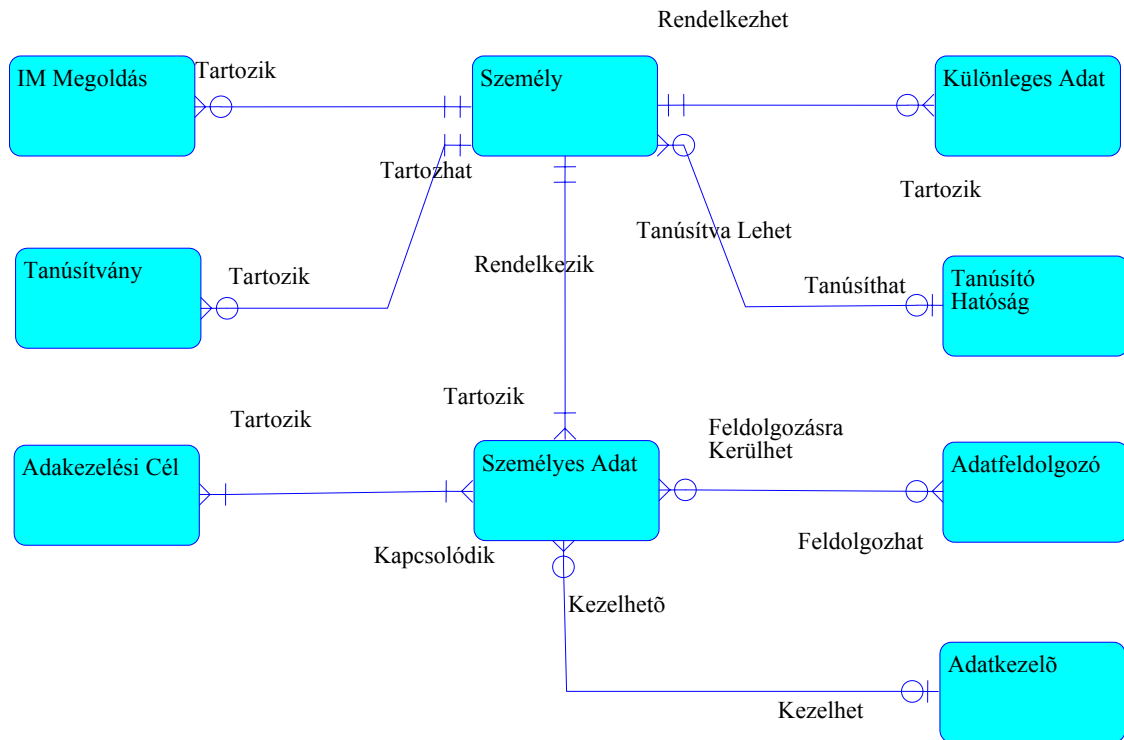 Rendelkezhet
IM Megoldás
Tartozik
Személy
Különleges Adat
Tartozhat
Tartozik
Tanúsítva Lehet
Tanúsítvány
Tartozik
Rendelkezik
Tanúsíthat
Tanúsító
Hatóság
Tartozik
Tartozik
Feldolgozásra
Kerülhet
Adakezelési Cél
Személyes Adat
Adatfeldolgozó
Kapcsolódik
Feldolgozhat
Kezelhetõ
Adatkezelõ
Kezelhet